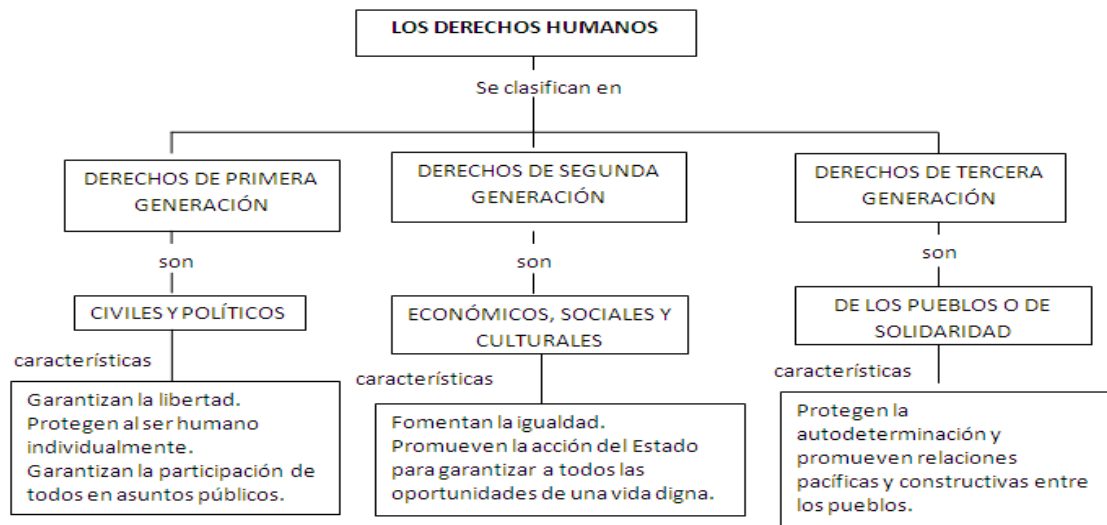 LOS DERECHOS HUMANOS
Se clasifican en
DERECHOS DE PRIMERA
GENERACIÓN
DERECHOS DE SEGUNDA
GENERACIÓN
DERECHOS DE TERCERA
GENERACIÓN
son
son
son
CIVILES Y POLÍTICOS
ECONÓMICOS, SOCIALES Y
CULTURALES
DE LOS PUEBLOS O DE
SOLIDARIDAD
características
características
características
Garantizan la libertad.
Protegen al ser humano
individualmente.
Garantizan la participación de
todos en asuntos públicos.
Fomentan la igualdad.
Promueven la acción del Estado
para garantizar a todos las
oportunidades de una vida digna.
Protegen la
autodeterminación y
promueven relaciones
pacíficas y constructivas entre
los pueblos.